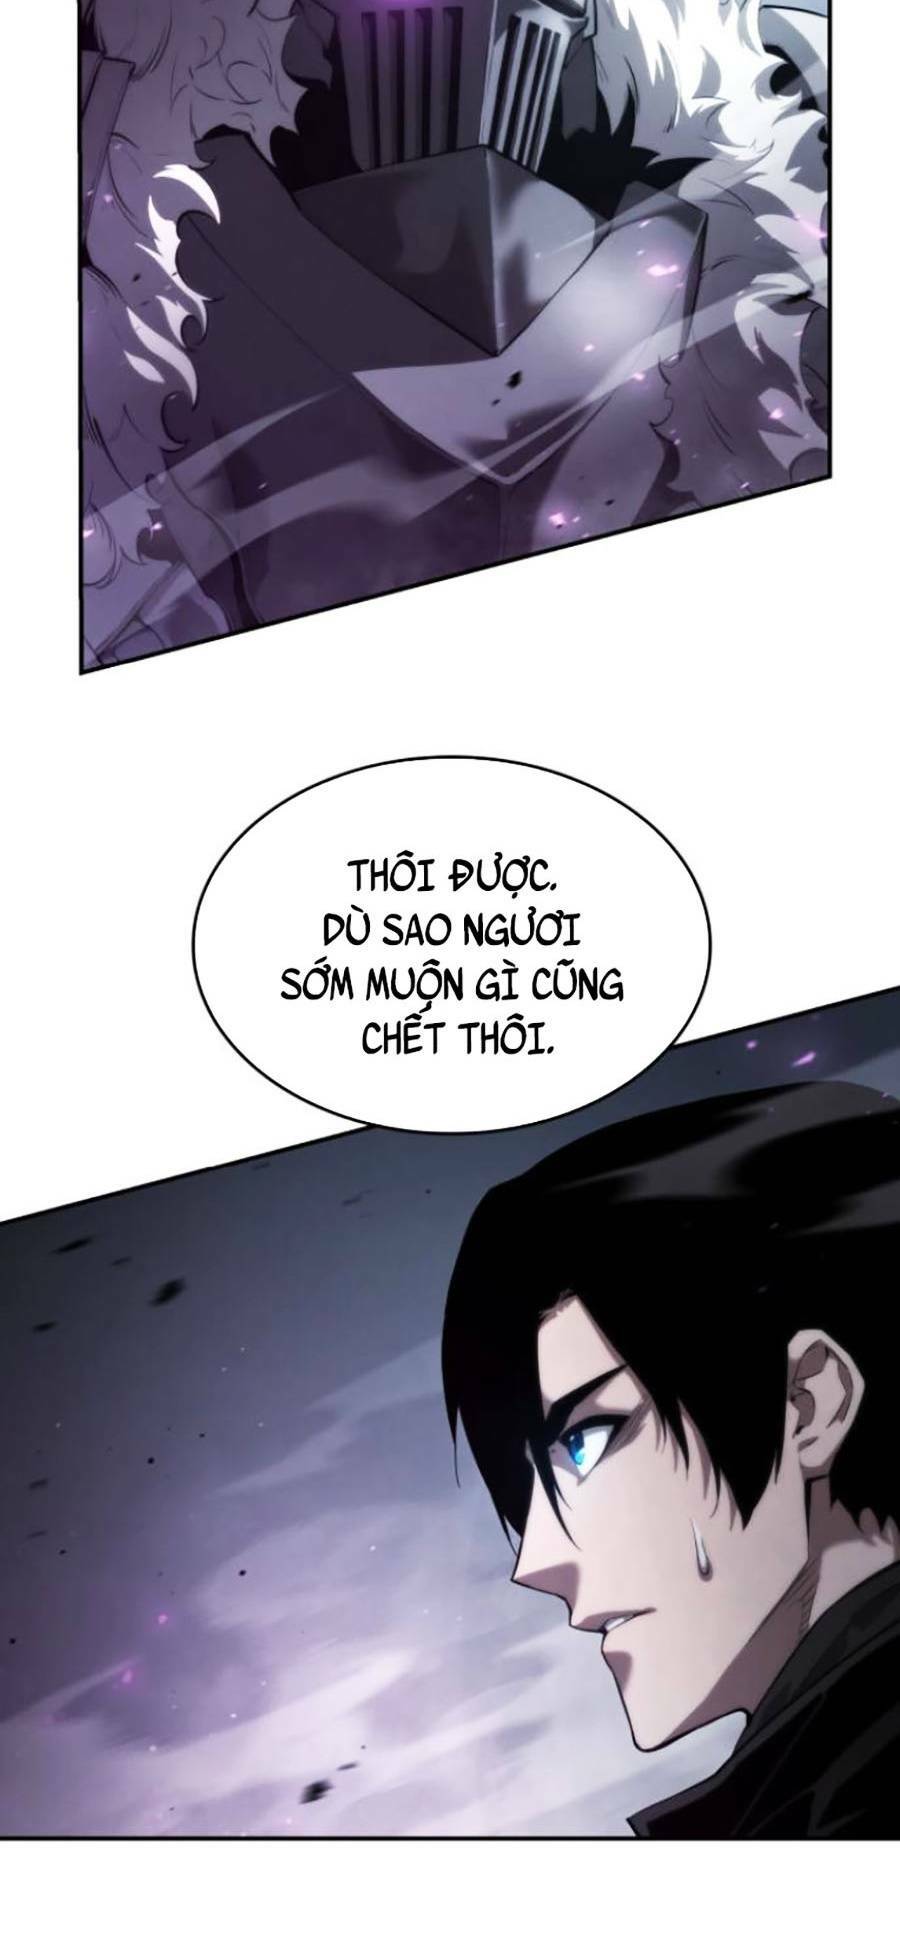 THÔI ĐƯỢC.
DÙ SAO NGƯƠI
SỚM MUỘN GÌ CŨNG
CHẾT THÔI.